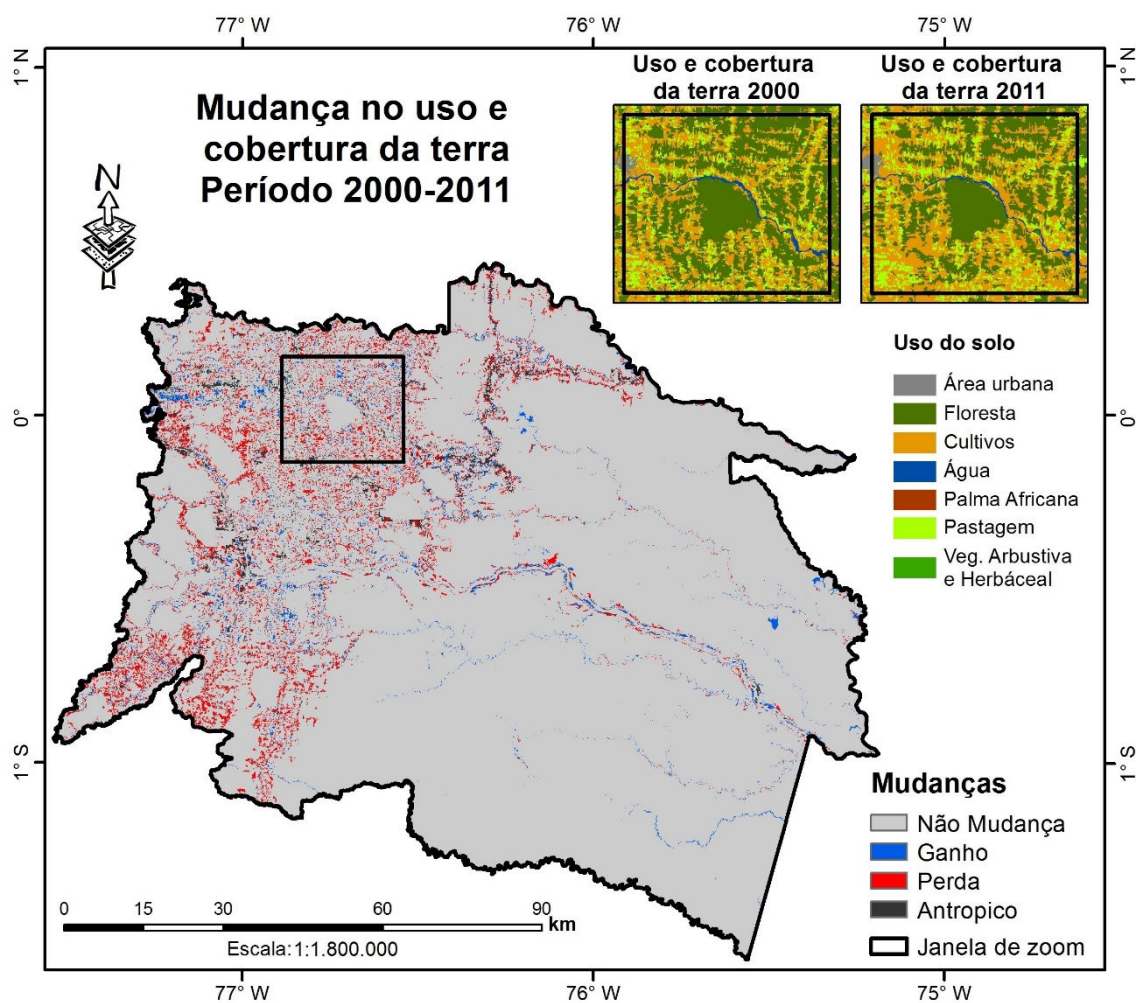 77° W
76° W
75° W
1° N
1° N
Mudança no uso e
cobertura da terra
Período 2000-2011
Uso e cobertura
da terra 2000
Uso e cobertura
da terra 2011
N
Uso do solo
Área urbana
Floresta
Cultivos
Água
Palma Africana
Pastagem
Veg. Arbustiva
e Herbáceal
0°
0°
1° S
1° S
Mudanças
Não Mudança
Ganho
Perda
Antropico
Janela de zoom
0 15 30 60 90
km
Escala:1:1.800.000
77° W
76° W
75° W